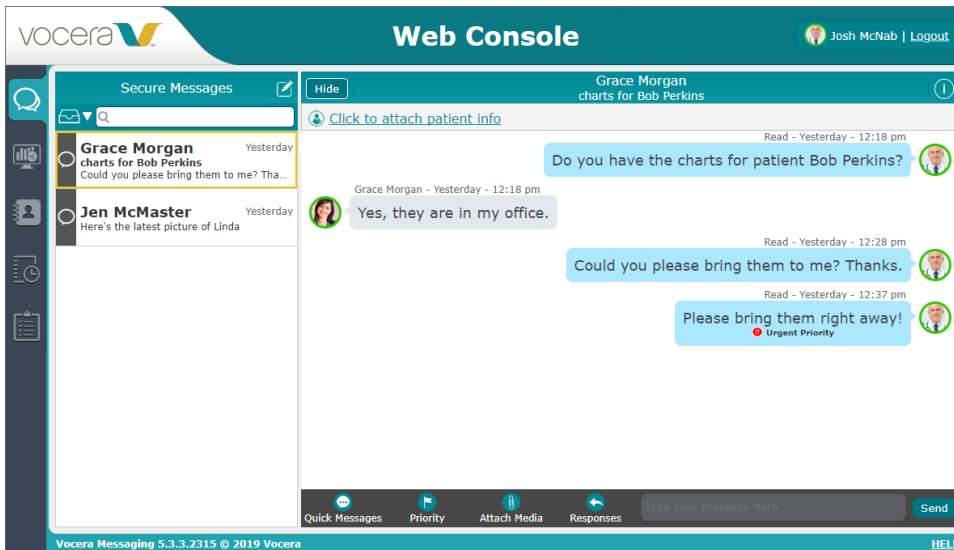 vocera
Web Console
Josh McNab | Logout
Secure Messages
Hide
Grace Morgan
charts for Bob Perkins
Click to attach patient info
Grace Morgan
Yesterday
charts for Bob Perkins
Could you please bring them to me? Tha...
Jen McMaster
Yesterday
Here's the latest picture of Linda
Read - Yesterday - 12:18 pm
Do you have the charts for patient Bob Perkins?
Grace Morgan - Yesterday - 12:18 pm
Yes, they are in my office.
Read - Yesterday - 12:28 pm
Could you please bring them to me? Thanks.
Read - Yesterday - 12:37 pm
Please bring them right away!
!! Urgent Priority
Quick Messages
Priority
Attach Media
Responses
Type your message here
Send
Vocera Messaging 5.3.3.2315 © 2019 Vocera
HELP